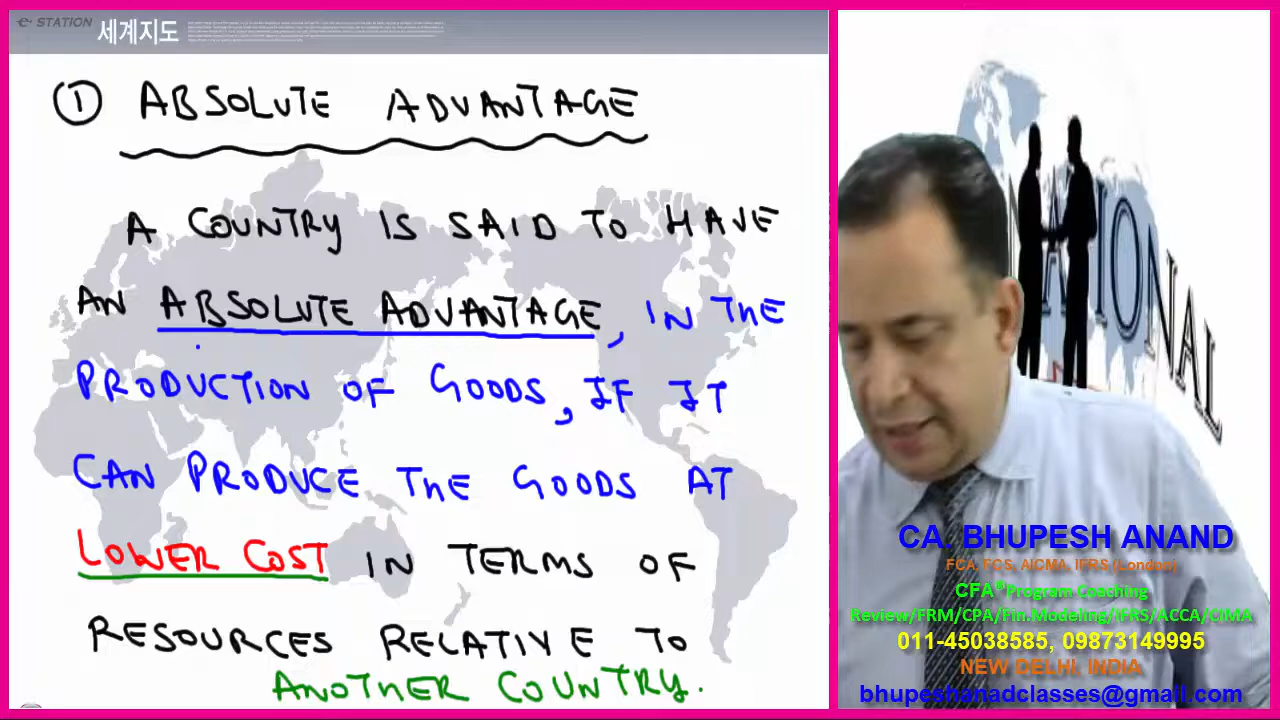 e- STATION
세계지도
① ABSOLUTE ADVANTAGE
A COUNTRY IS SAID TO HAVE
AN ABSOLUTE ADVANTAGE, IN THE
PRODUCTION OF GOODS, IF IT
CAN PRODUCE THE GOODS AT
LOWER COST IN TERMS OF
RESOURCES RELATIVE TO
ANOTHER COUNTRY.
NATIONAL
CA. BHUPESH ANAND
FCA, FCS, AICMA, IFRS (London)
CFA® Program Coaching
Review/FRM/CPA/Fin.Modeling/IFRS/ACCA/CIMA
011-45038585, 09873149995
NEW DELHI, INDIA
bhupeshanadclasses@gmail.com